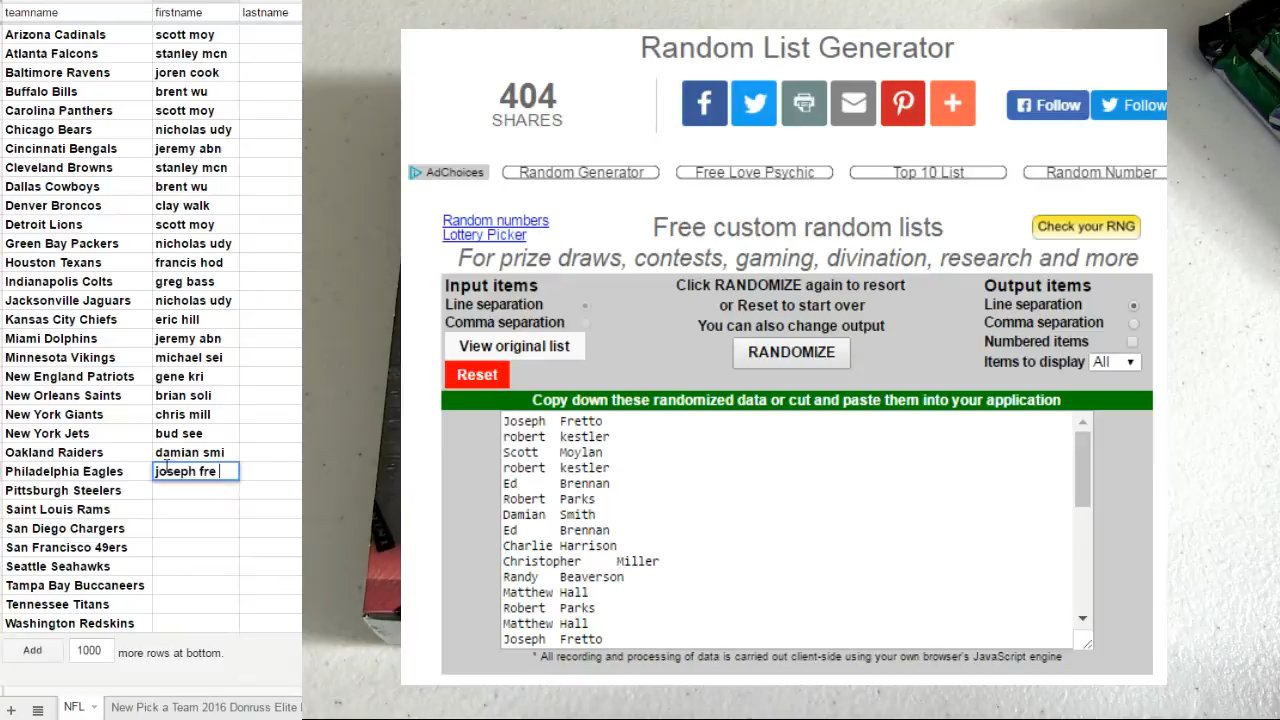 teamname firstname lastname
Arizona Cadinals scott moy
Atlanta Falcons stanley mcn
Baltimore Ravens joren cook
Buffalo Bills brent wu
Carolina Panthers scott moy
Chicago Bears nicholas udy
Cincinnati Bengals jeremy abn
Cleveland Browns stanley mcn
Dallas Cowboys brent wu
Denver Broncos clay walk
Detroit Lions scott moy
Green Bay Packers nicholas udy
Houston Texans francis hod
Indianapolis Colts greg bass
Jacksonville Jaguars nicholas udy
Kansas City Chiefs eric hill
Miami Dolphins jeremy abn
Minnesota Vikings michael sei
New England Patriots gene kri
New Orleans Saints brian soli
New York Giants chris mill
New York Jets bud see
Oakland Raiders damian smi
Philadelphia Eagles joseph fre
Pittsburgh Steelers
Saint Louis Rams
San Diego Chargers
San Francisco 49ers
Seattle Seahawks
Tampa Bay Buccaneers
Tennessee Titans
Washington Redskins
Add 1000 more rows at bottom.
+ NFL New Pick a Team 2016 Donruss Elite
Random List Generator
404
SHARES
Follow Follow
AdChoices Random Generator Free Love Psychic Top 10 List Random Number
Random numbers
Lottery Picker
Free custom random lists
Check your RNG
For prize draws, contests, gaming, divination, research and more
Input items
Line separation
Comma separation
View original list
Reset
Click RANDOMIZE again to resort
or Reset to start over
You can also change output
RANDOMIZE
Output items
Line separation
Comma separation
Numbered items
Items to display All
Copy down these randomized data or cut and paste them into your application
Joseph Fretto
robert kestler
Scott Moylan
robert kestler
Ed Brennan
Robert Parks
Damian Smith
Ed Brennan
Charlie Harrison
Christopher Miller
Randy Beaverson
Matthew Hall
Robert Parks
Matthew Hall
Joseph Fretto
* All recording and processing of data is carried out client-side using your own browser's JavaScript engine